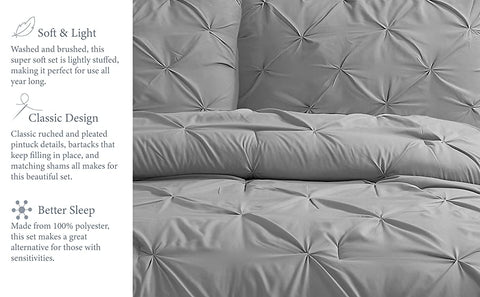 Soft & Light
Washed and brushed, this
super soft set is lightly stuffed,
making it perfect for use all
year long.
Classic Design
Classic ruched and pleated
pintuck details, bartacks that
keep filling in place, and
matching shams all makes for
this beautiful set.
Better Sleep
Made from 100% polyester,
this set makes a great
alternative for those with
sensitivities.